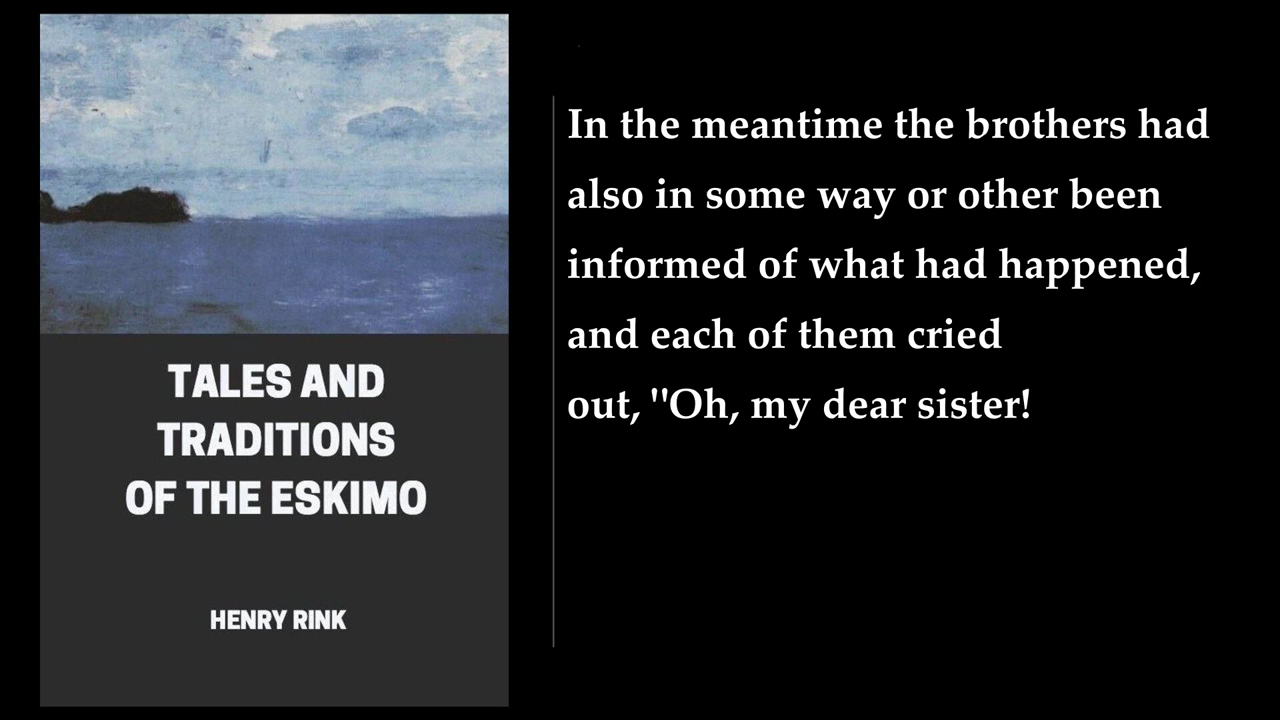 TALES AND
TRADITIONS
OF THE ESKIMO
HENRY RINK
In the meantime the brothers had
also in some way or other been
informed of what had happened,
and each of them cried
out, "Oh, my dear sister!